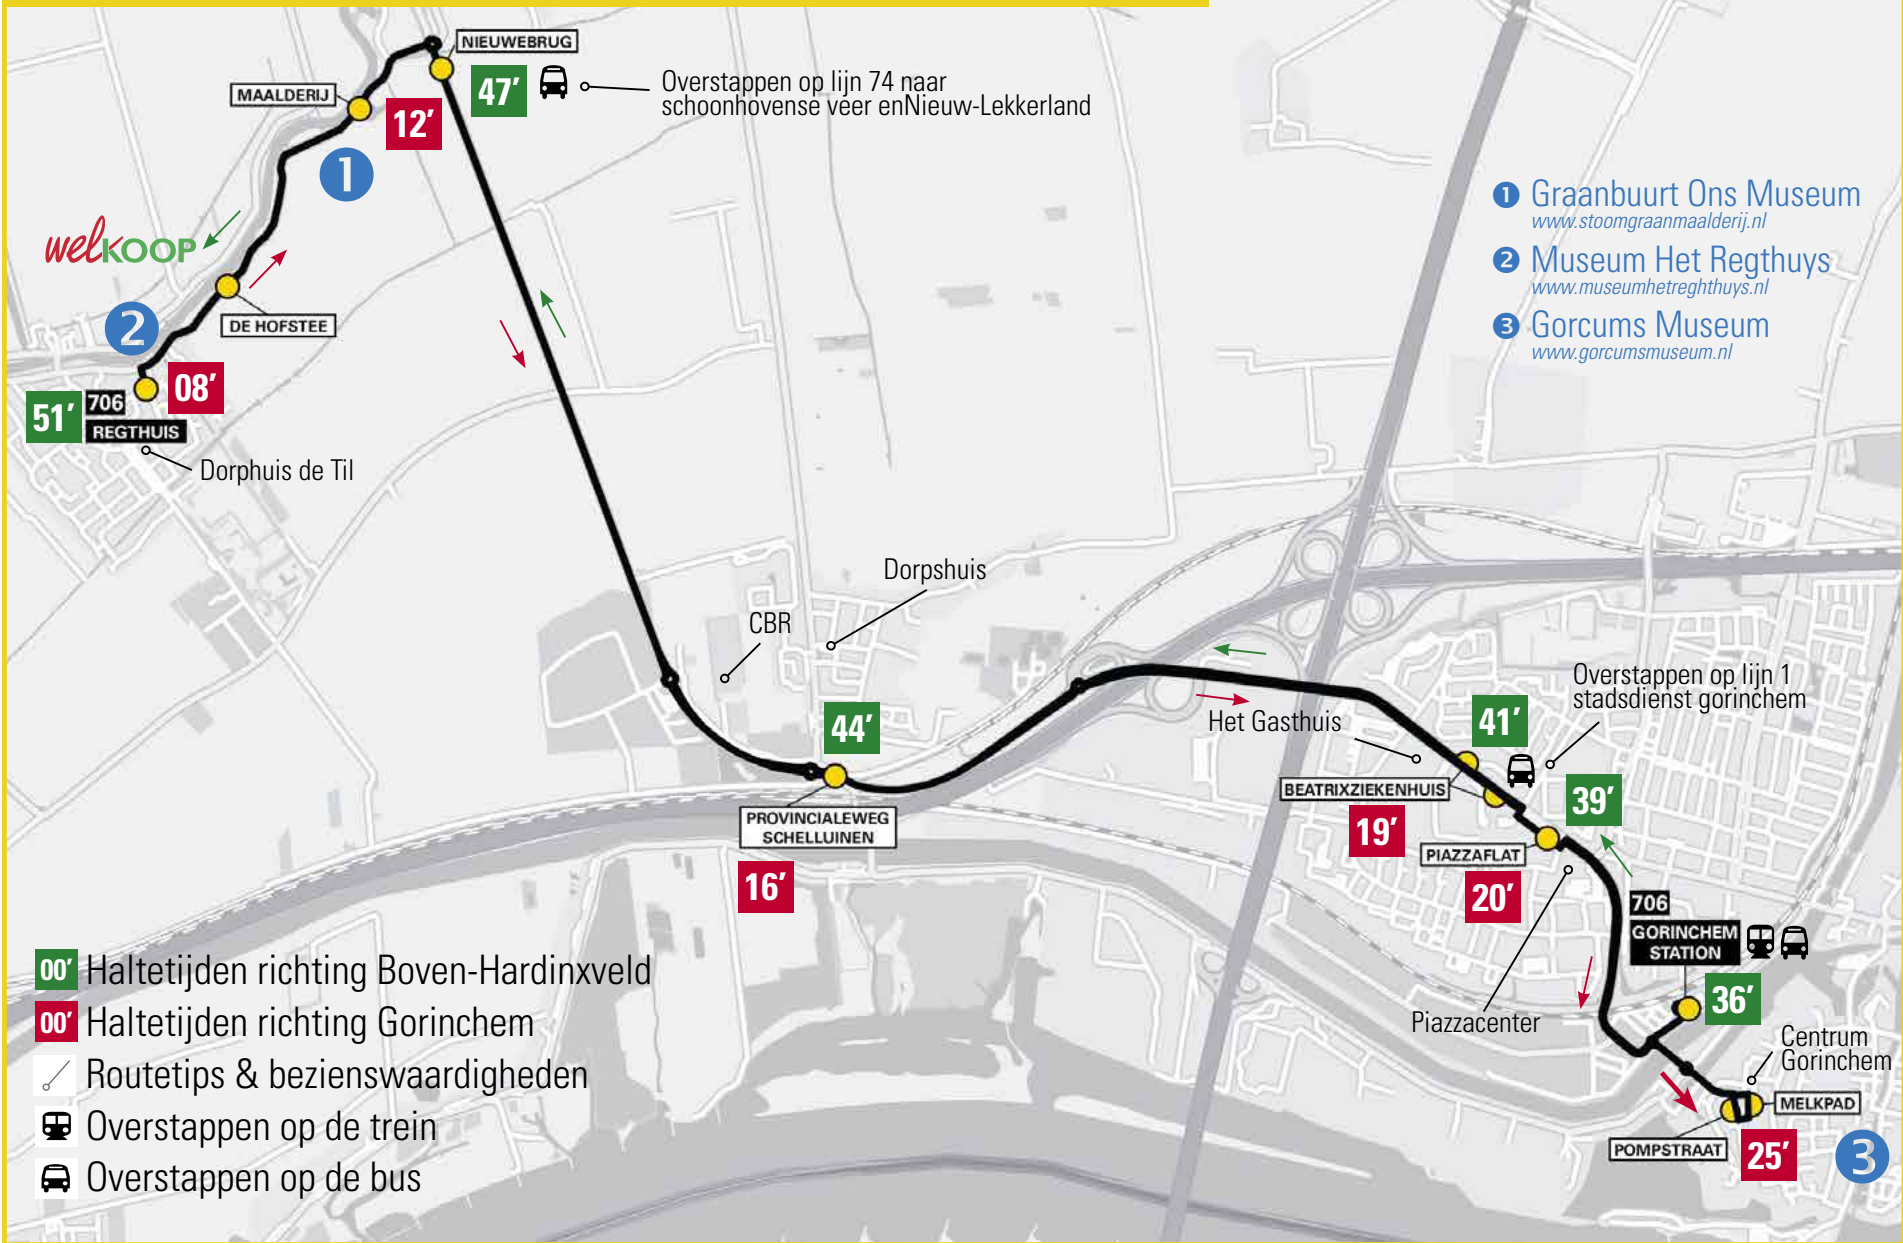 NIEUWEBRUG
47′
Overstappen op lijn 74 naar
schoonhovense veer enNieuw-Lekkerland
MAALDERIJ
12′
1
welkoop
2
DE HOFSTEE
08′
51′
706
REGTHUIS
Dorphuis de Til
1 Graanbuurt Ons Museum
www.stoomgraanmaalderij.nl
2 Museum Het Regthuys
www.museumhetreghthuys.nl
3 Gorcums Museum
www.gorcumsmuseum.nl
Dorpshuis
CBR
44′
PROVINCIALEWEG
SCHELLUINEN
16′
Het Gasthuis
41′
Overstappen op lijn 1
stadsdienst gorinchem
BEATRIXZIEKENHUIS
39′
19′
PIAZZAFLAT
20′
706
GORINCHEM
STATION
36′
Piazzacenter
Centrum
Gorinchem
MELKPAD
POMPSTRAAT
25′
3
00′ Haltetijden richting Boven-Hardinxveld
00′ Haltetijden richting Gorinchem
Routetips & bezienswaardigheden
Overstappen op de trein
Overstappen op de bus